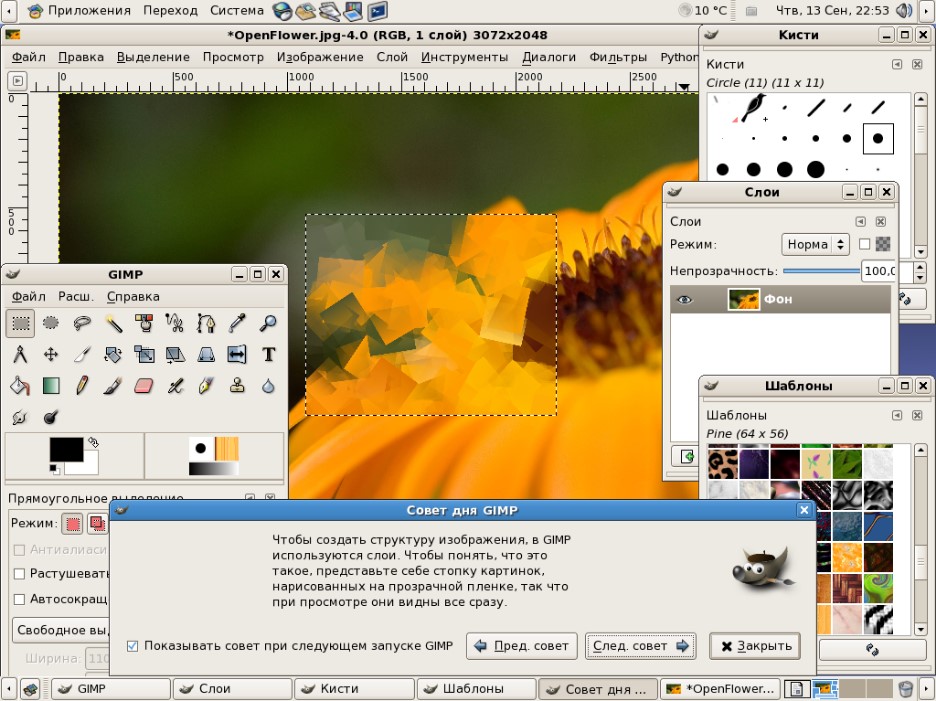 Приложения Переход Система
10 °C
Чтв, 13 Сен, 22:53
*OpenFlower.jpg-4.0 (RGB, 1 слой) 3072x2048
Файл Правка Выделение Просмотр Изображение Слой Инструменты Диалоги Фильтры Python
0 500 1000 1500 2000 2500
0
500
Кисти
Кисти
Circle (11) (11 x 11)
Слои
Слои
Режим: Норма
Непрозрачность: 100,0
Фон
GIMP
Файл Расш. Справка
Прямоугольное выделение
Режим:
Антиалиаси
Растушевать
Автосокращ
Свободное выд
Ширина: 110
Шаблоны
Шаблоны
Pine (64 x 56)
Совет дня GIMP
Чтобы создать структуру изображения, в GIMP
используются слои. Чтобы понять, что это
такое, представьте себе стопку картинок,
нарисованных на прозрачной пленке, так что
при просмотре они видны все сразу.
Показывать совет при следующем запуске GIMP
Пред. совет
След. совет
Закрыть
GIMP
Слои
Кисти
Шаблоны
Совет дня ...
*OpenFlower...